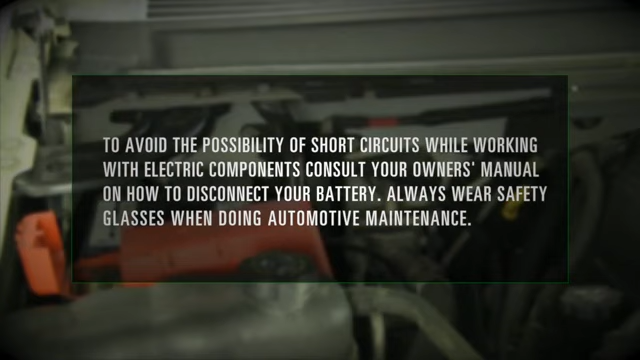 TO AVOID THE POSSIBILITY OF SHORT CIRCUITS WHILE WORKING
WITH ELECTRIC COMPONENTS CONSULT YOUR OWNERS' MANUAL
ON HOW TO DISCONNECT YOUR BATTERY. ALWAYS WEAR SAFETY
GLASSES WHEN DOING AUTOMOTIVE MAINTENANCE.